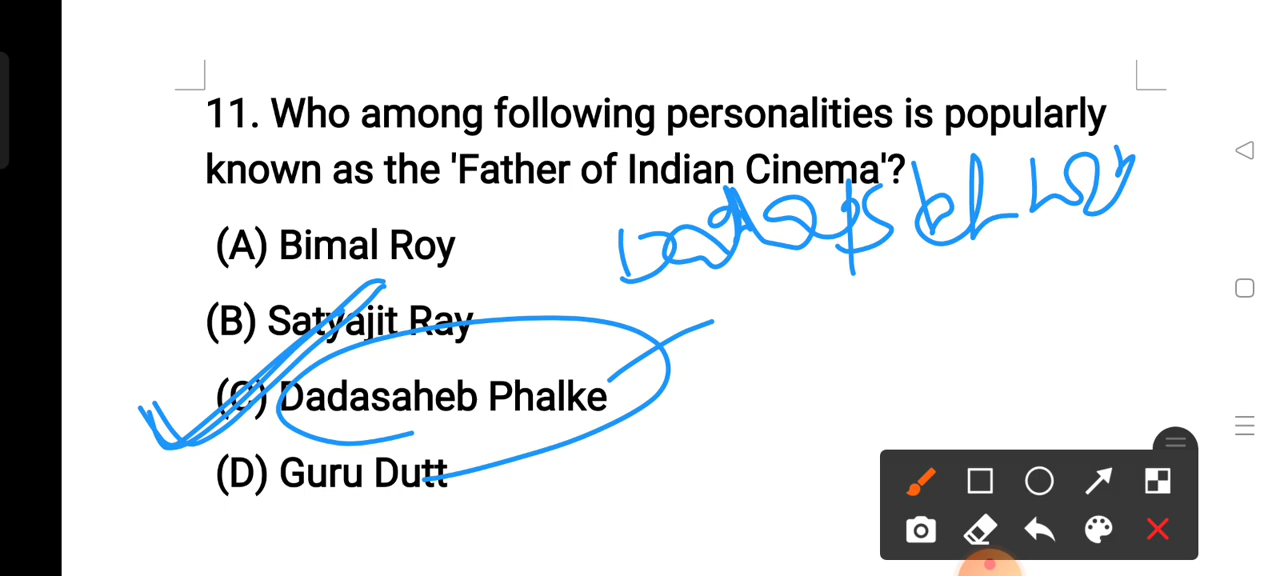 11. Who among following personalities is popularly
known as the 'Father of Indian Cinema'?
(A) Bimal Roy
(B) Satyajit Ray
(C) Dadasaheb Phalke
(D) Guru Dutt